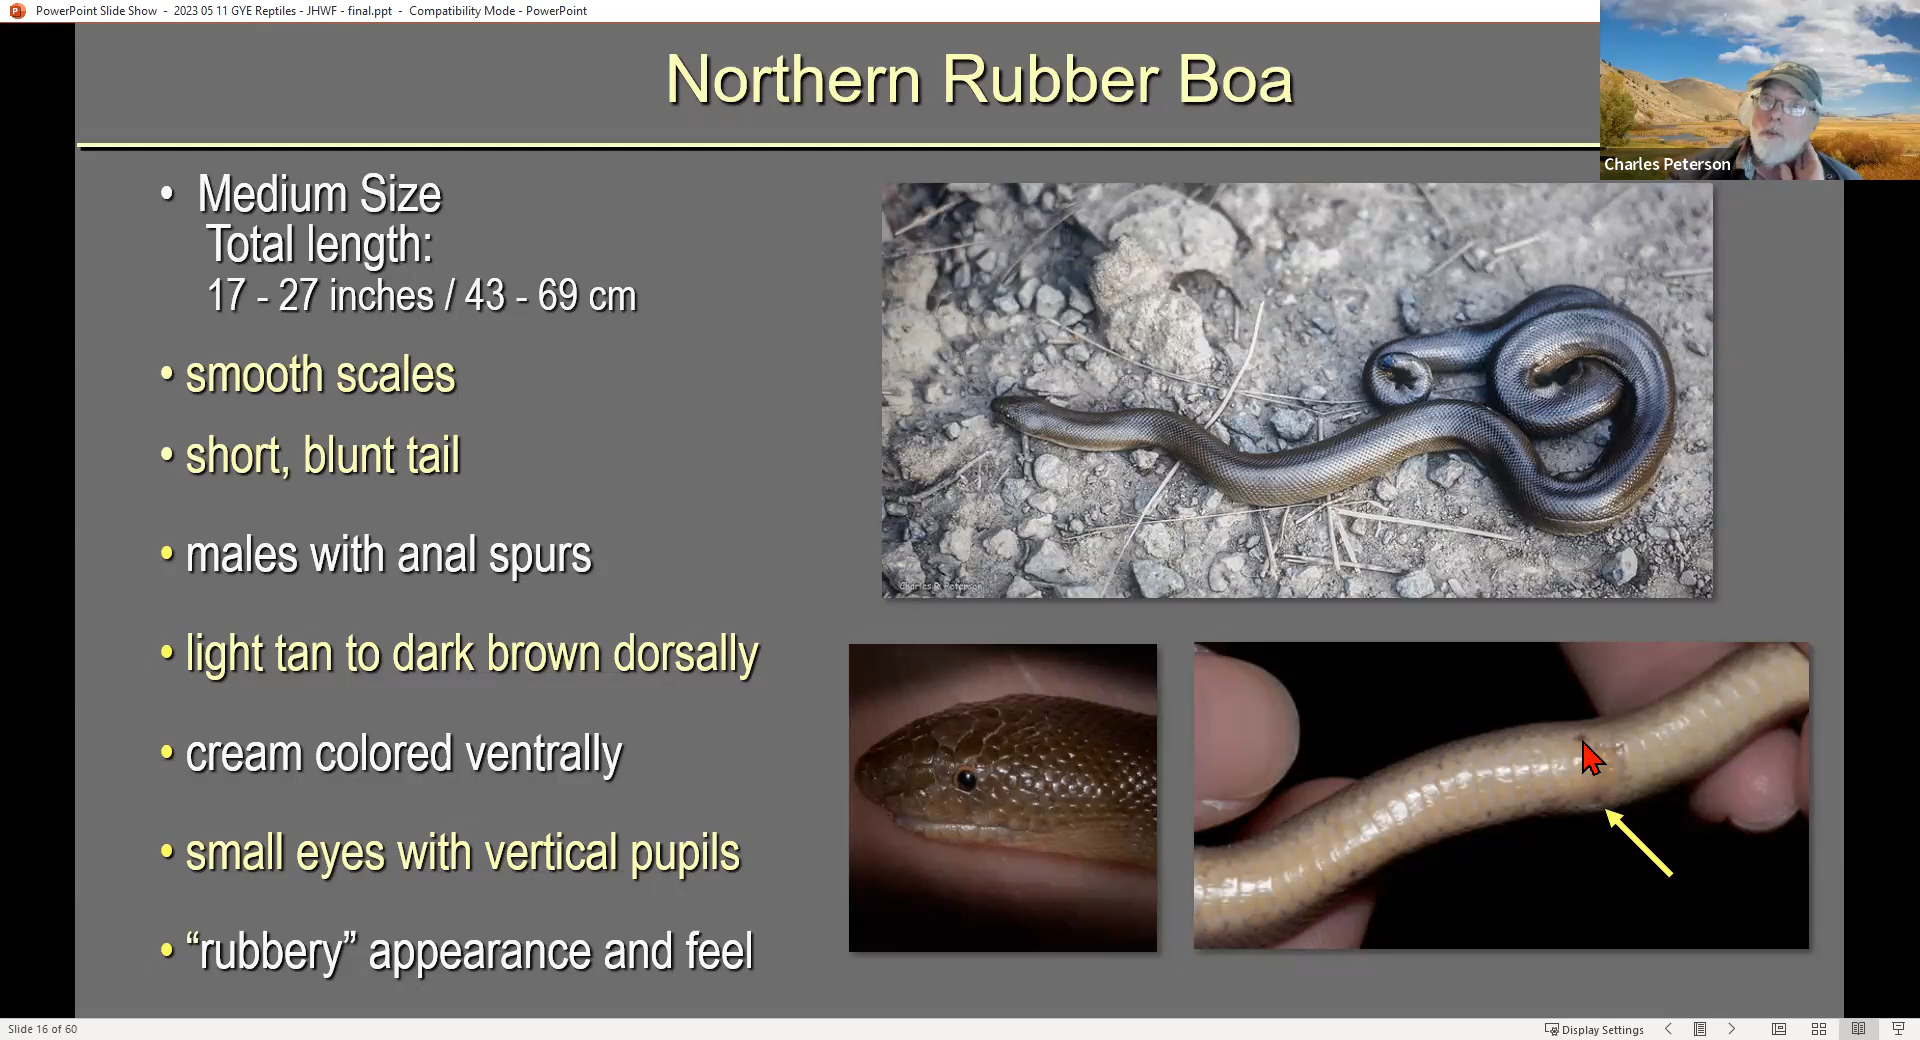 PowerPoint Slide Show - 2023 05 11 GYE Reptiles - JHWF - final.ppt - Compatibility Mode - PowerPoint
Northern Rubber Boa
Charles Peterson
• Medium Size
Total length:
17 - 27 inches / 43 - 69 cm
• smooth scales
• short, blunt tail
• males with anal spurs
• light tan to dark brown dorsally
• cream colored ventrally
• small eyes with vertical pupils
• “rubbery” appearance and feel
Charles R. Peterson
Slide 16 of 60
Display Settings